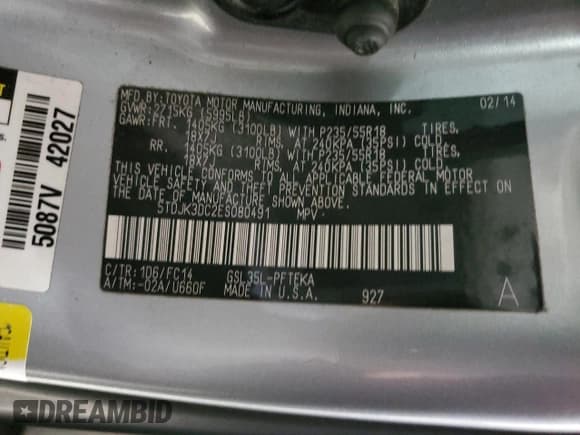 MFD.BY:TOYOTA MOTOR MANUFACTURING, INDIANA, INC. 02/14
GVWR:2715KG (5995LB)
GAWR:FRT. 1405KG (3100LB) WITH P235/55R18 TIRES,
18X7J RIMS, AT 240KPA (35PSI) COLD
RR. 1405KG (3100LB) WITH P235/55R18 TIRES,
18X7J RIMS, AT 240KPA (35PSI) COLD
THIS VEHICLE CONFORMS TO ALL APPLICABLE FEDERAL MOTOR
VEHICLE SAFETY AND THEFT PREVENTION STANDARDS IN EFFECT ON
THE DATE OF MANUFACTURE SHOWN ABOVE.
5TDJK3DC2ES080491 MPV
C/TR: 1D6/FC14 GSL35L-PFTEKA
A/TM:-02A/U660F MADE IN U.S.A. 927 A
5087V 42027
DREAMBID